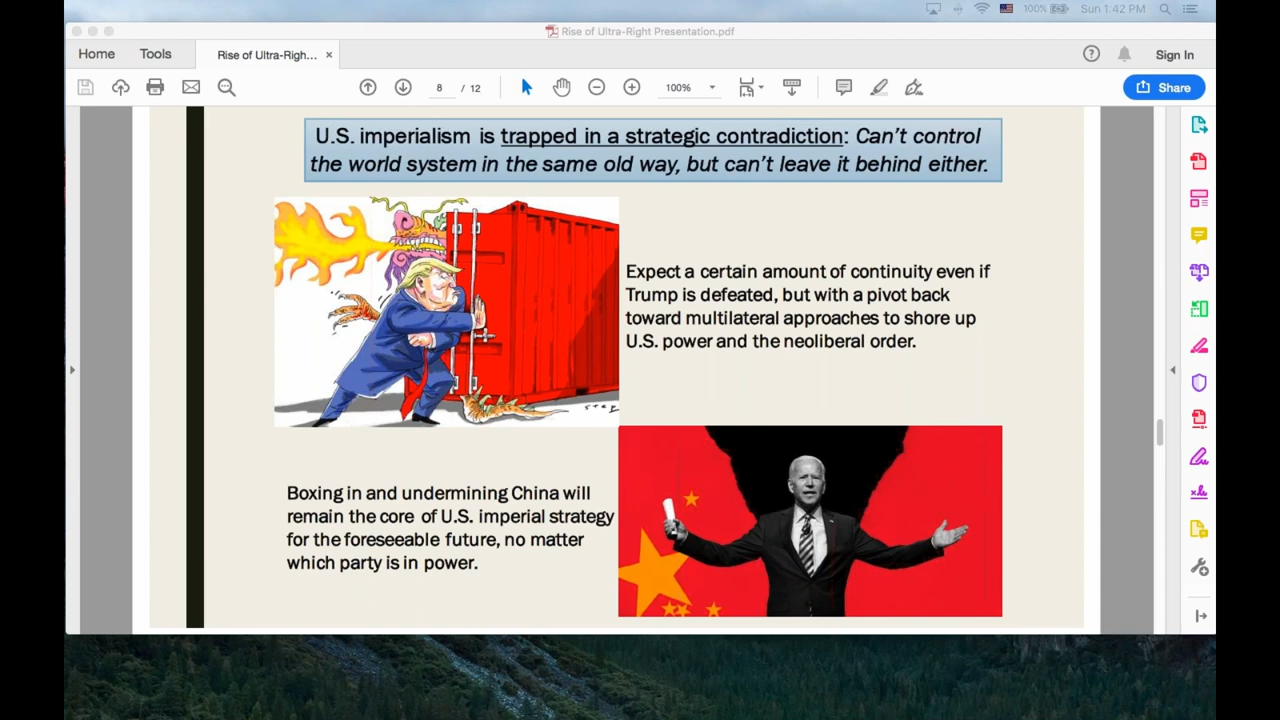 100%
Sun 1:42 PM
Rise of Ultra-Right Presentation.pdf
Home
Tools
Rise of Ultra-Righ...
×
Sign In
8
/ 12
100%
Share
U.S. imperialism is trapped in a strategic contradiction: Can't control
the world system in the same old way, but can't leave it behind either.
Expect a certain amount of continuity even if
Trump is defeated, but with a pivot back
toward multilateral approaches to shore up
U.S. power and the neoliberal order.
Boxing in and undermining China will
remain the core of U.S. imperial strategy
for the foreseeable future, no matter
which party is in power.